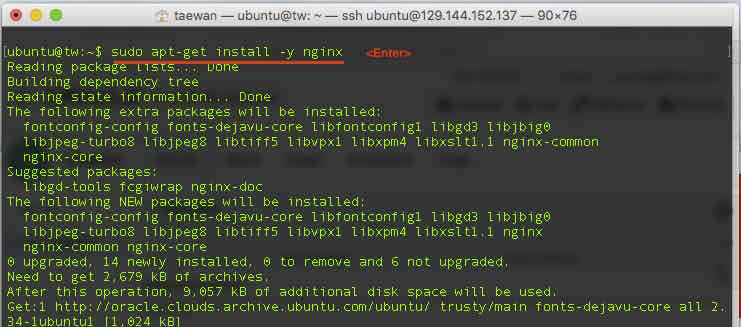 taewan — ubuntu@tw: ~ — ssh ubuntu@129.144.152.137 — 90×76
[ubuntu@tw:~$ sudo apt-get install -y nginx <Enter> ]
Reading package lists... Done
Building dependency tree
Reading state information... Done
The following extra packages will be installed:
  fontconfig-config fonts-dejavu-core libfontconfig1 libgd3 libjbig0
  libjpeg-turbo8 libjpeg8 libtiff5 libvpx1 libxpm4 libxslt1.1 nginx-common
  nginx-core
Suggested packages:
  libgd-tools fcgiwrap nginx-doc
The following NEW packages will be installed:
  fontconfig-config fonts-dejavu-core libfontconfig1 libgd3 libjbig0
  libjpeg-turbo8 libjpeg8 libtiff5 libvpx1 libxpm4 libxslt1.1 nginx
  nginx-common nginx-core
0 upgraded, 14 newly installed, 0 to remove and 6 not upgraded.
Need to get 2,679 kB of archives.
After this operation, 9,057 kB of additional disk space will be used.
Get:1 http://oracle.clouds.archive.ubuntu.com/ubuntu/ trusty/main fonts-dejavu-core all 2.
34-1ubuntu1 [1,024 kB]